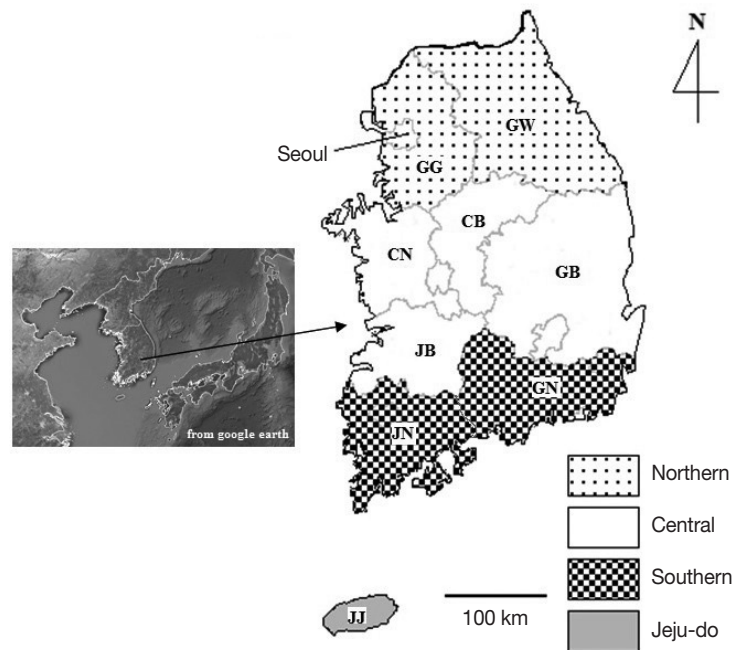 N
GW
Seoul
GG
CB
CN
GB
JB
GN
from google earth
JN
Northern
Central
Southern
JJ
100 km
Jeju-do